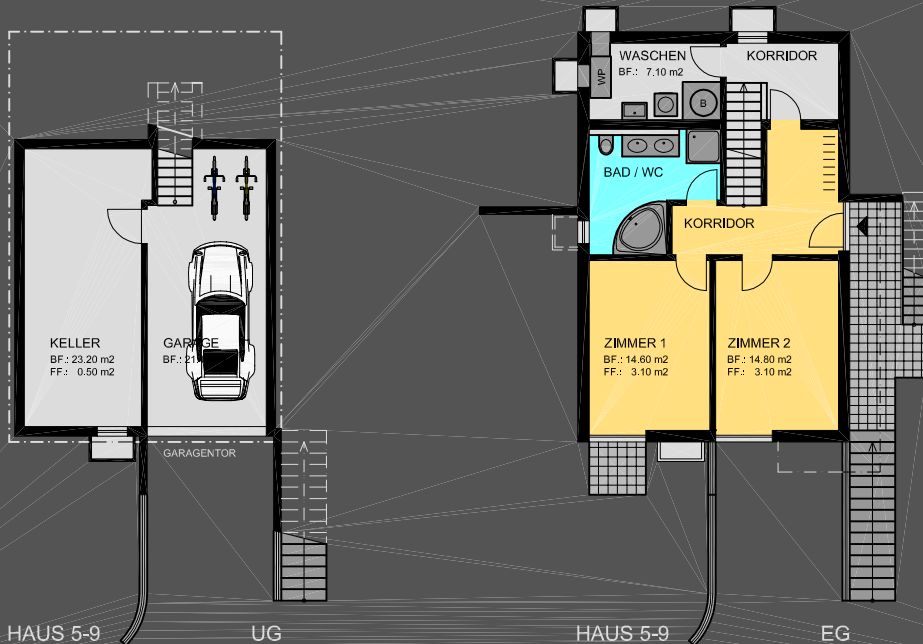 WASCHEN
BF.: 7.10 m2
KORRIDOR
WP
B
BAD / WC
KORRIDOR
KELLER
BF.: 23.20 m2
FF.: 0.50 m2
GARAGE
BF.: 21
ZIMMER 1
BF.: 14.60 m2
FF.: 3.10 m2
ZIMMER 2
BF.: 14.80 m2
FF.: 3.10 m2
GARAGENTOR
HAUS 5-9
UG
HAUS 5-9
EG